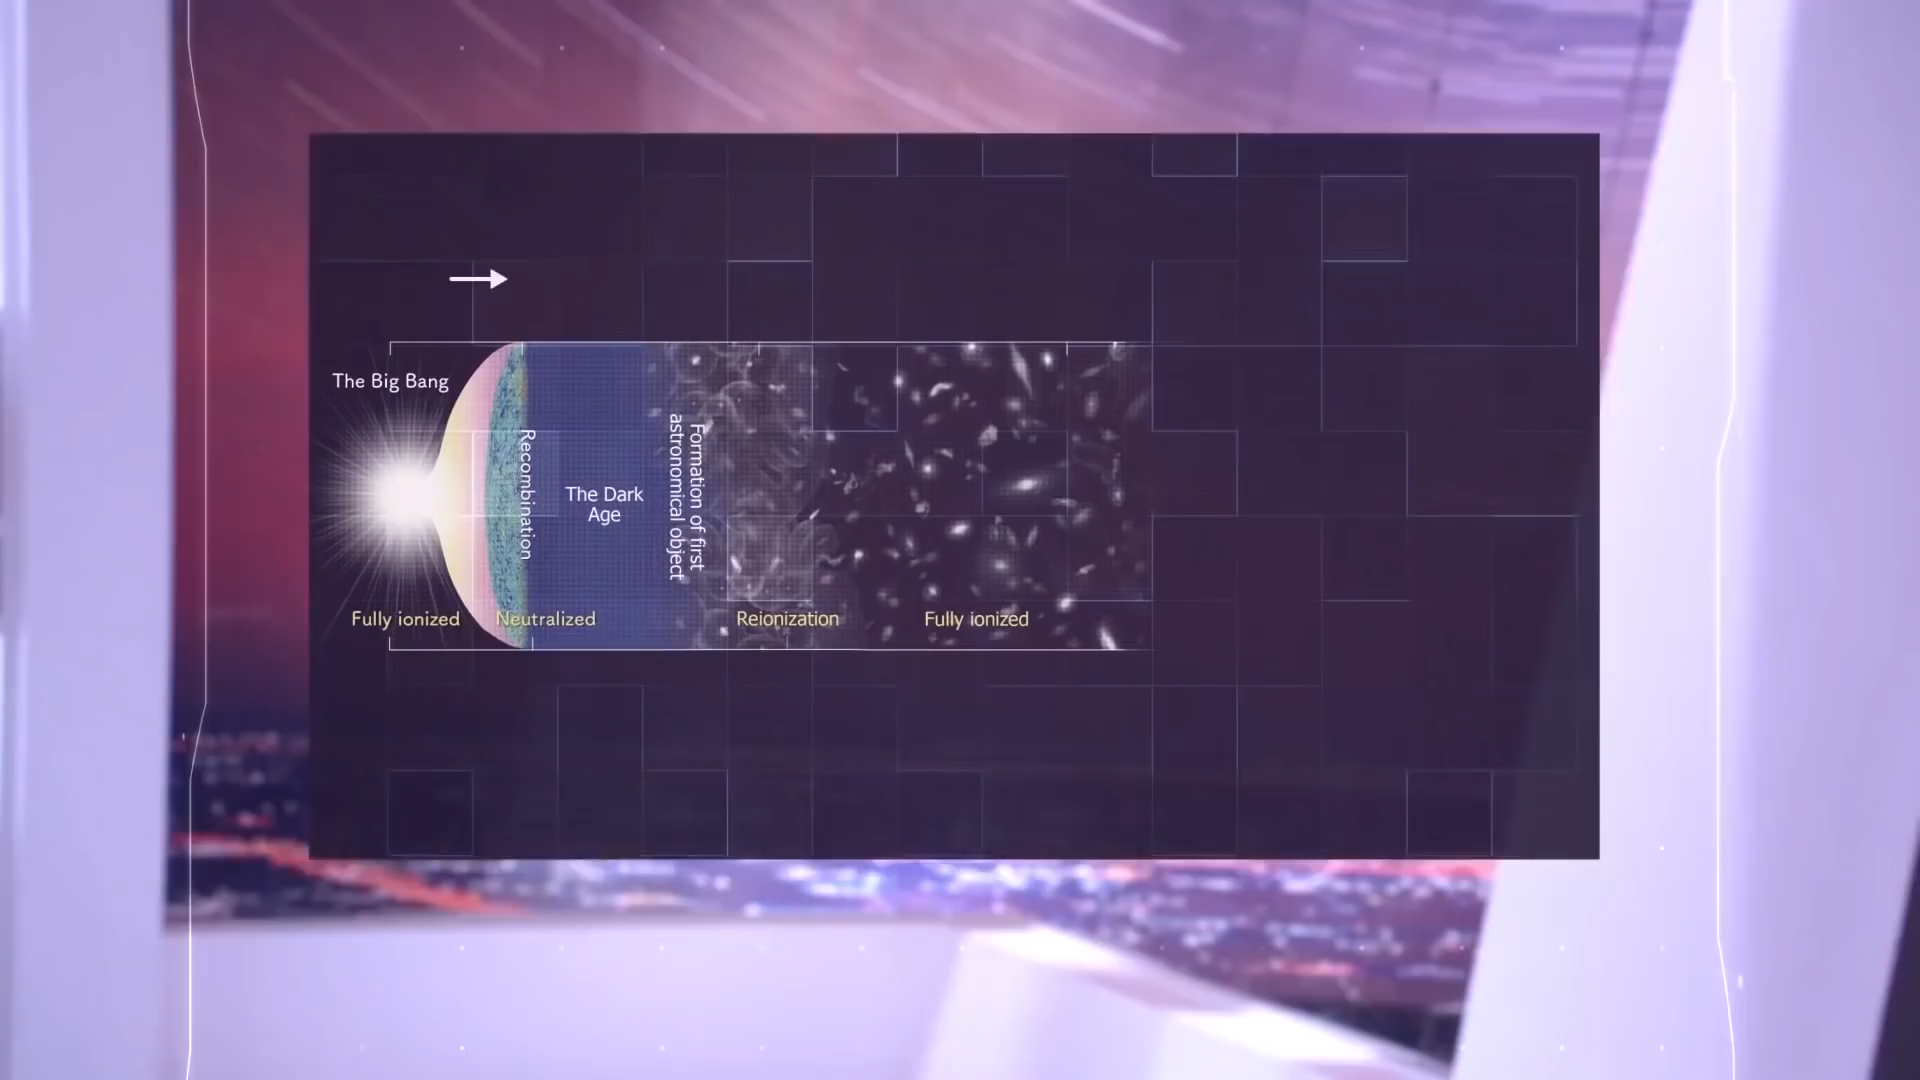 The Big Bang
Recombination
The Dark
Age
Formation of first
astronomical object
Fully ionized
Neutralized
Reionization
Fully ionized